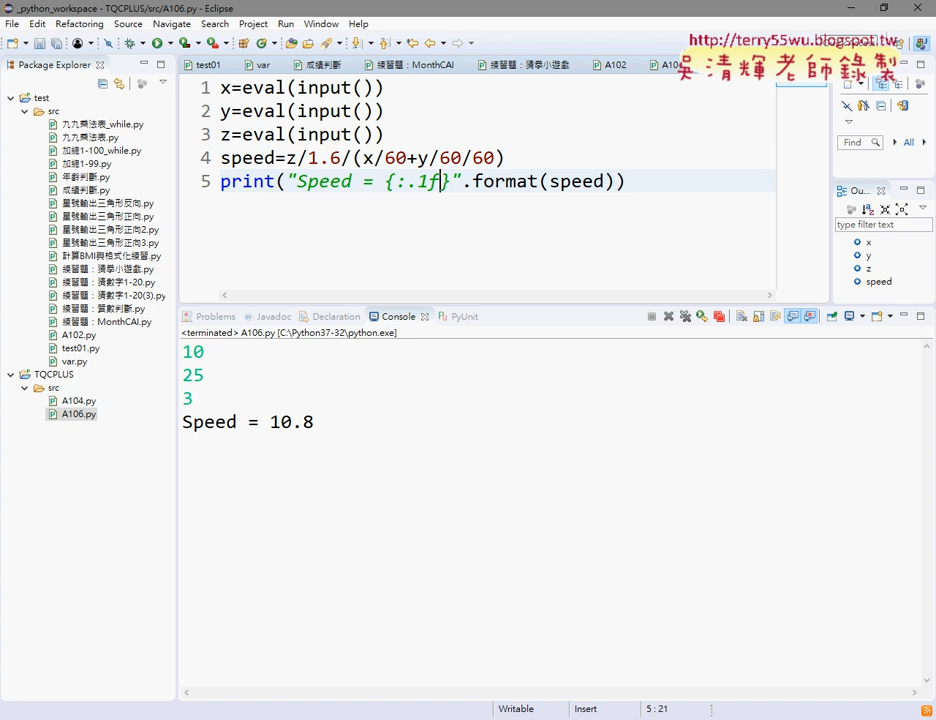 _python_workspace - TQCPLUS/src/A106.py - Eclipse
File Edit Refactoring Source Navigate Search Project Run Window Help
http://terry55wu.blogspot.tw
吳清輝老師錄製
Package Explorer
test01 var 成績判斷 練習題：MonthCAI 練習題：猜拳小遊戲 A102
test
src
九九乘法表_while.py
九九乘法表.py
加總1-100_while.py
加總1-99.py
年齡判斷.py
成績判斷.py
星號輸出三角形反向.py
星號輸出三角形正向.py
星號輸出三角形正向2.py
星號輸出三角形正向3.py
計算BMI與格式化練習.py
練習題：猜拳小遊戲.py
練習題：猜數字1-20.py
練習題：猜數字1-20(3).py
練習題：質數判斷.py
練習題：MonthCAI.py
A102.py
test01.py
var.py
TQCPLUS
src
A104.py
A106.py
1 x=eval(input())
2 y=eval(input())
3 z=eval(input())
4 speed=z/1.6/(x/60+y/60/60)
5 print("Speed = {:.1f}".format(speed))
Find All
Ou...
type filter text
x
y
z
speed
Problems Javadoc Declaration Console PyUnit
<terminated> A106.py [C:\Python37-32\python.exe]
10
25
3
Speed = 10.8
Writable Insert 5 : 21